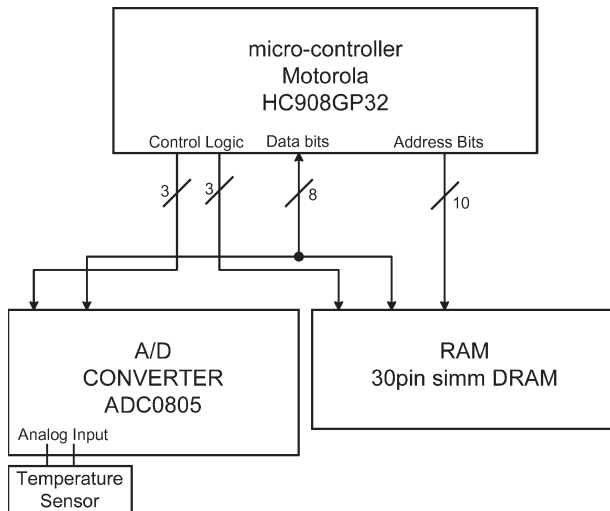 micro-controller
Motorola
HC908GP32
Control Logic Data bits Address Bits
3 3 8 10
A/D
CONVERTER
ADC0805
Analog Input
RAM
30pin simm DRAM
Temperature
Sensor